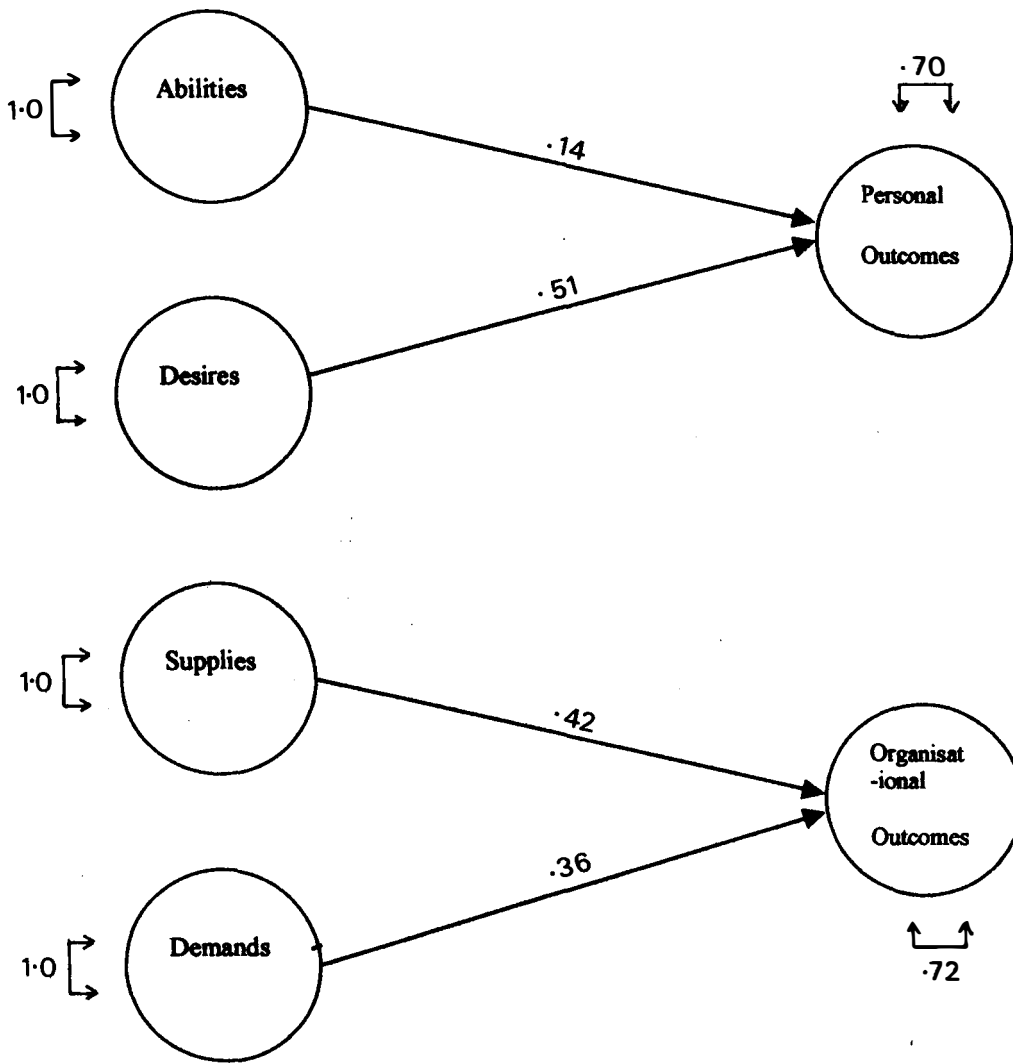 1·0
Abilities
·14
·70
Personal
Outcomes
1·0
Desires
·51
1·0
Supplies
·42
Organisat
-ional
Outcomes
1·0
Demands
·36
·72